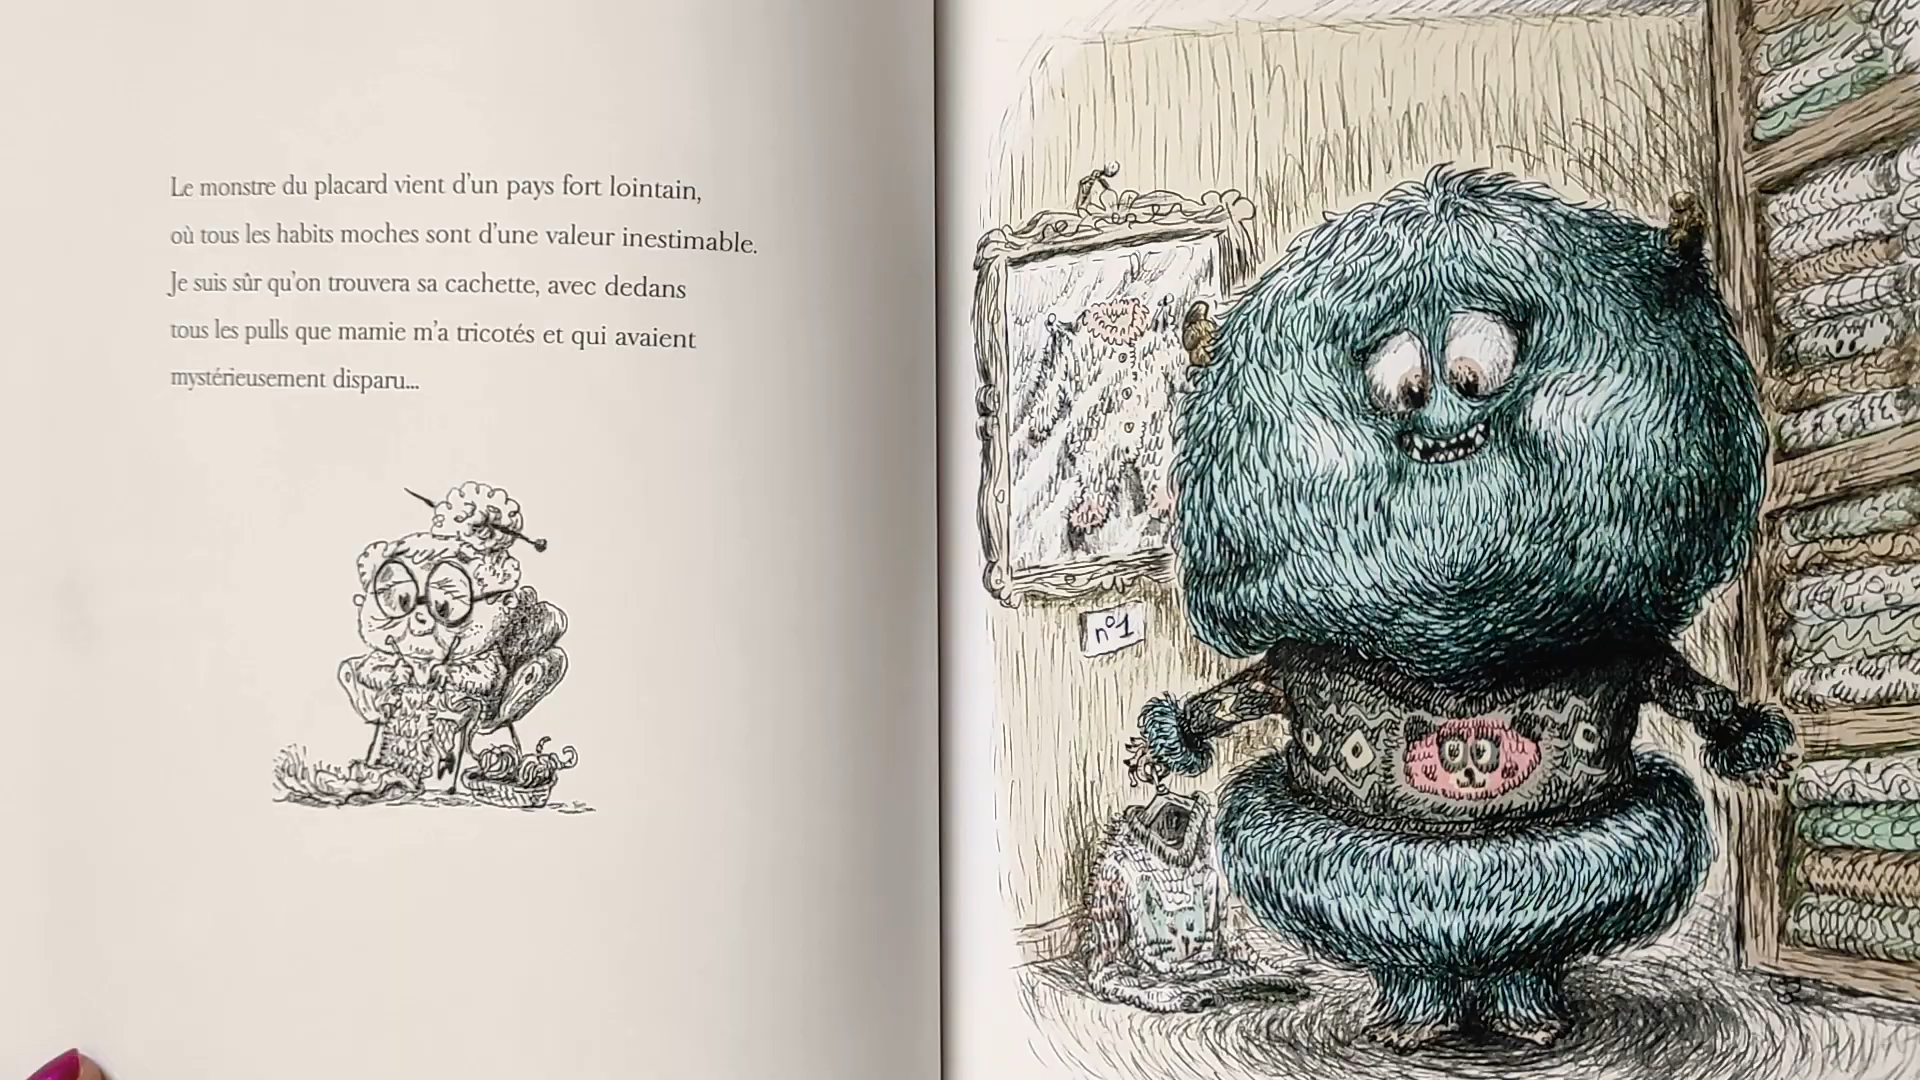 Le monstre du placard vient d'un pays fort lointain,
où tous les habits moches sont d'une valeur inestimable.
Je suis sûr qu'on trouvera sa cachette, avec dedans
tous les pulls que mamie m'a tricotés et qui avaient
mystérieusement disparu...
n°1